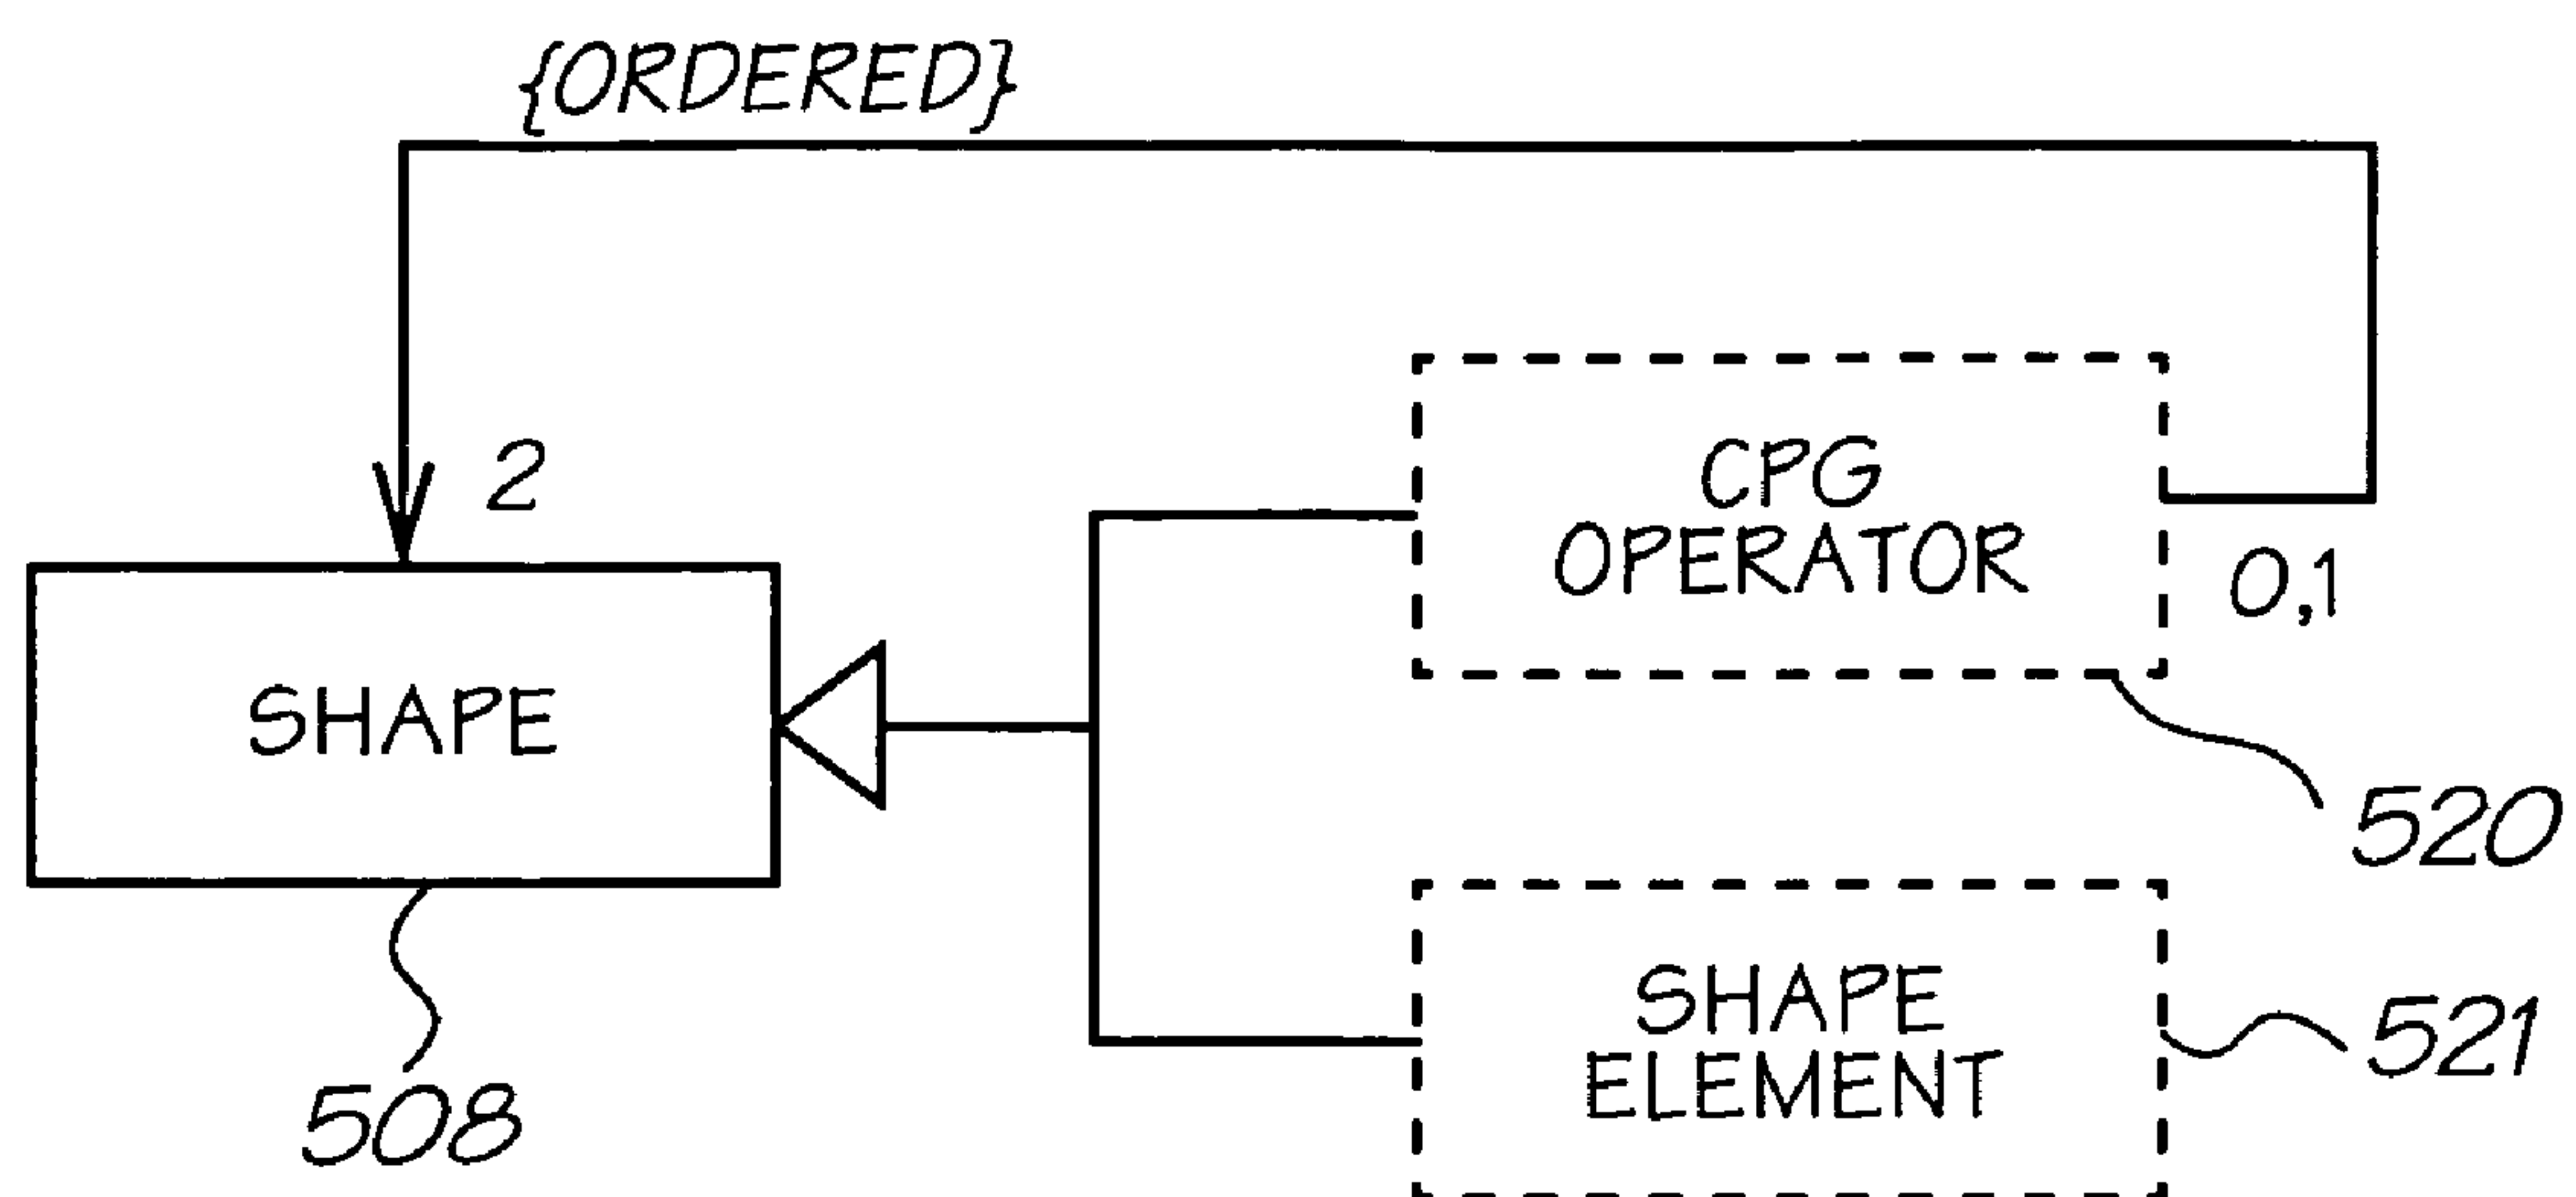 {ORDERED}
2
CPG
OPERATOR
0,1
SHAPE
520
SHAPE
ELEMENT
521
508